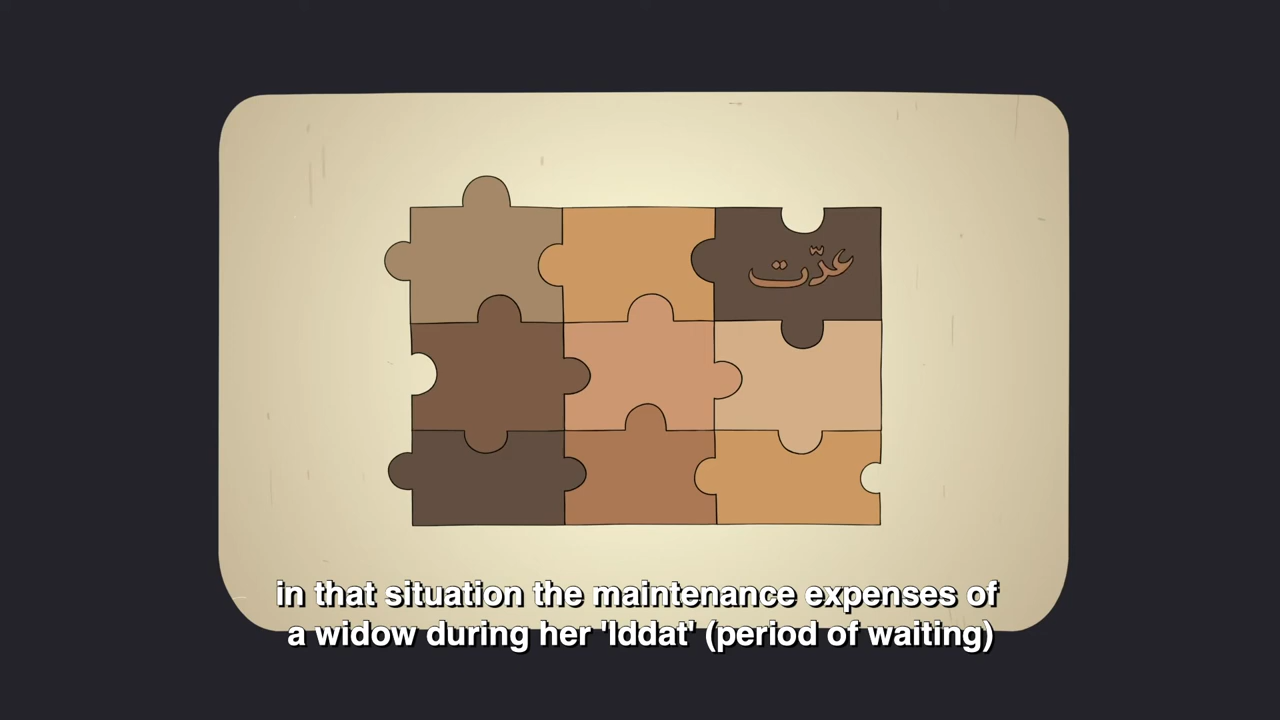 عدّت
in that situation the maintenance expenses of
a widow during her 'Iddat' (period of waiting)